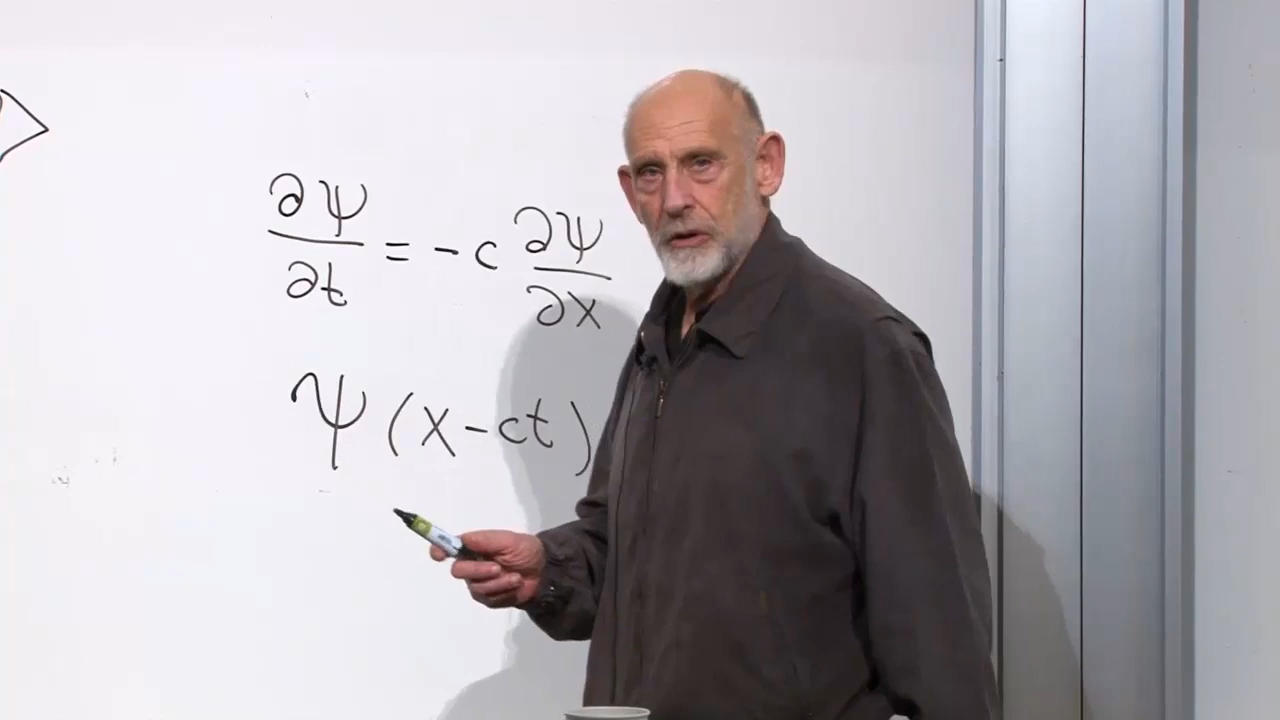 ∂ψ/∂t = -c ∂ψ/∂x
ψ(x-ct)